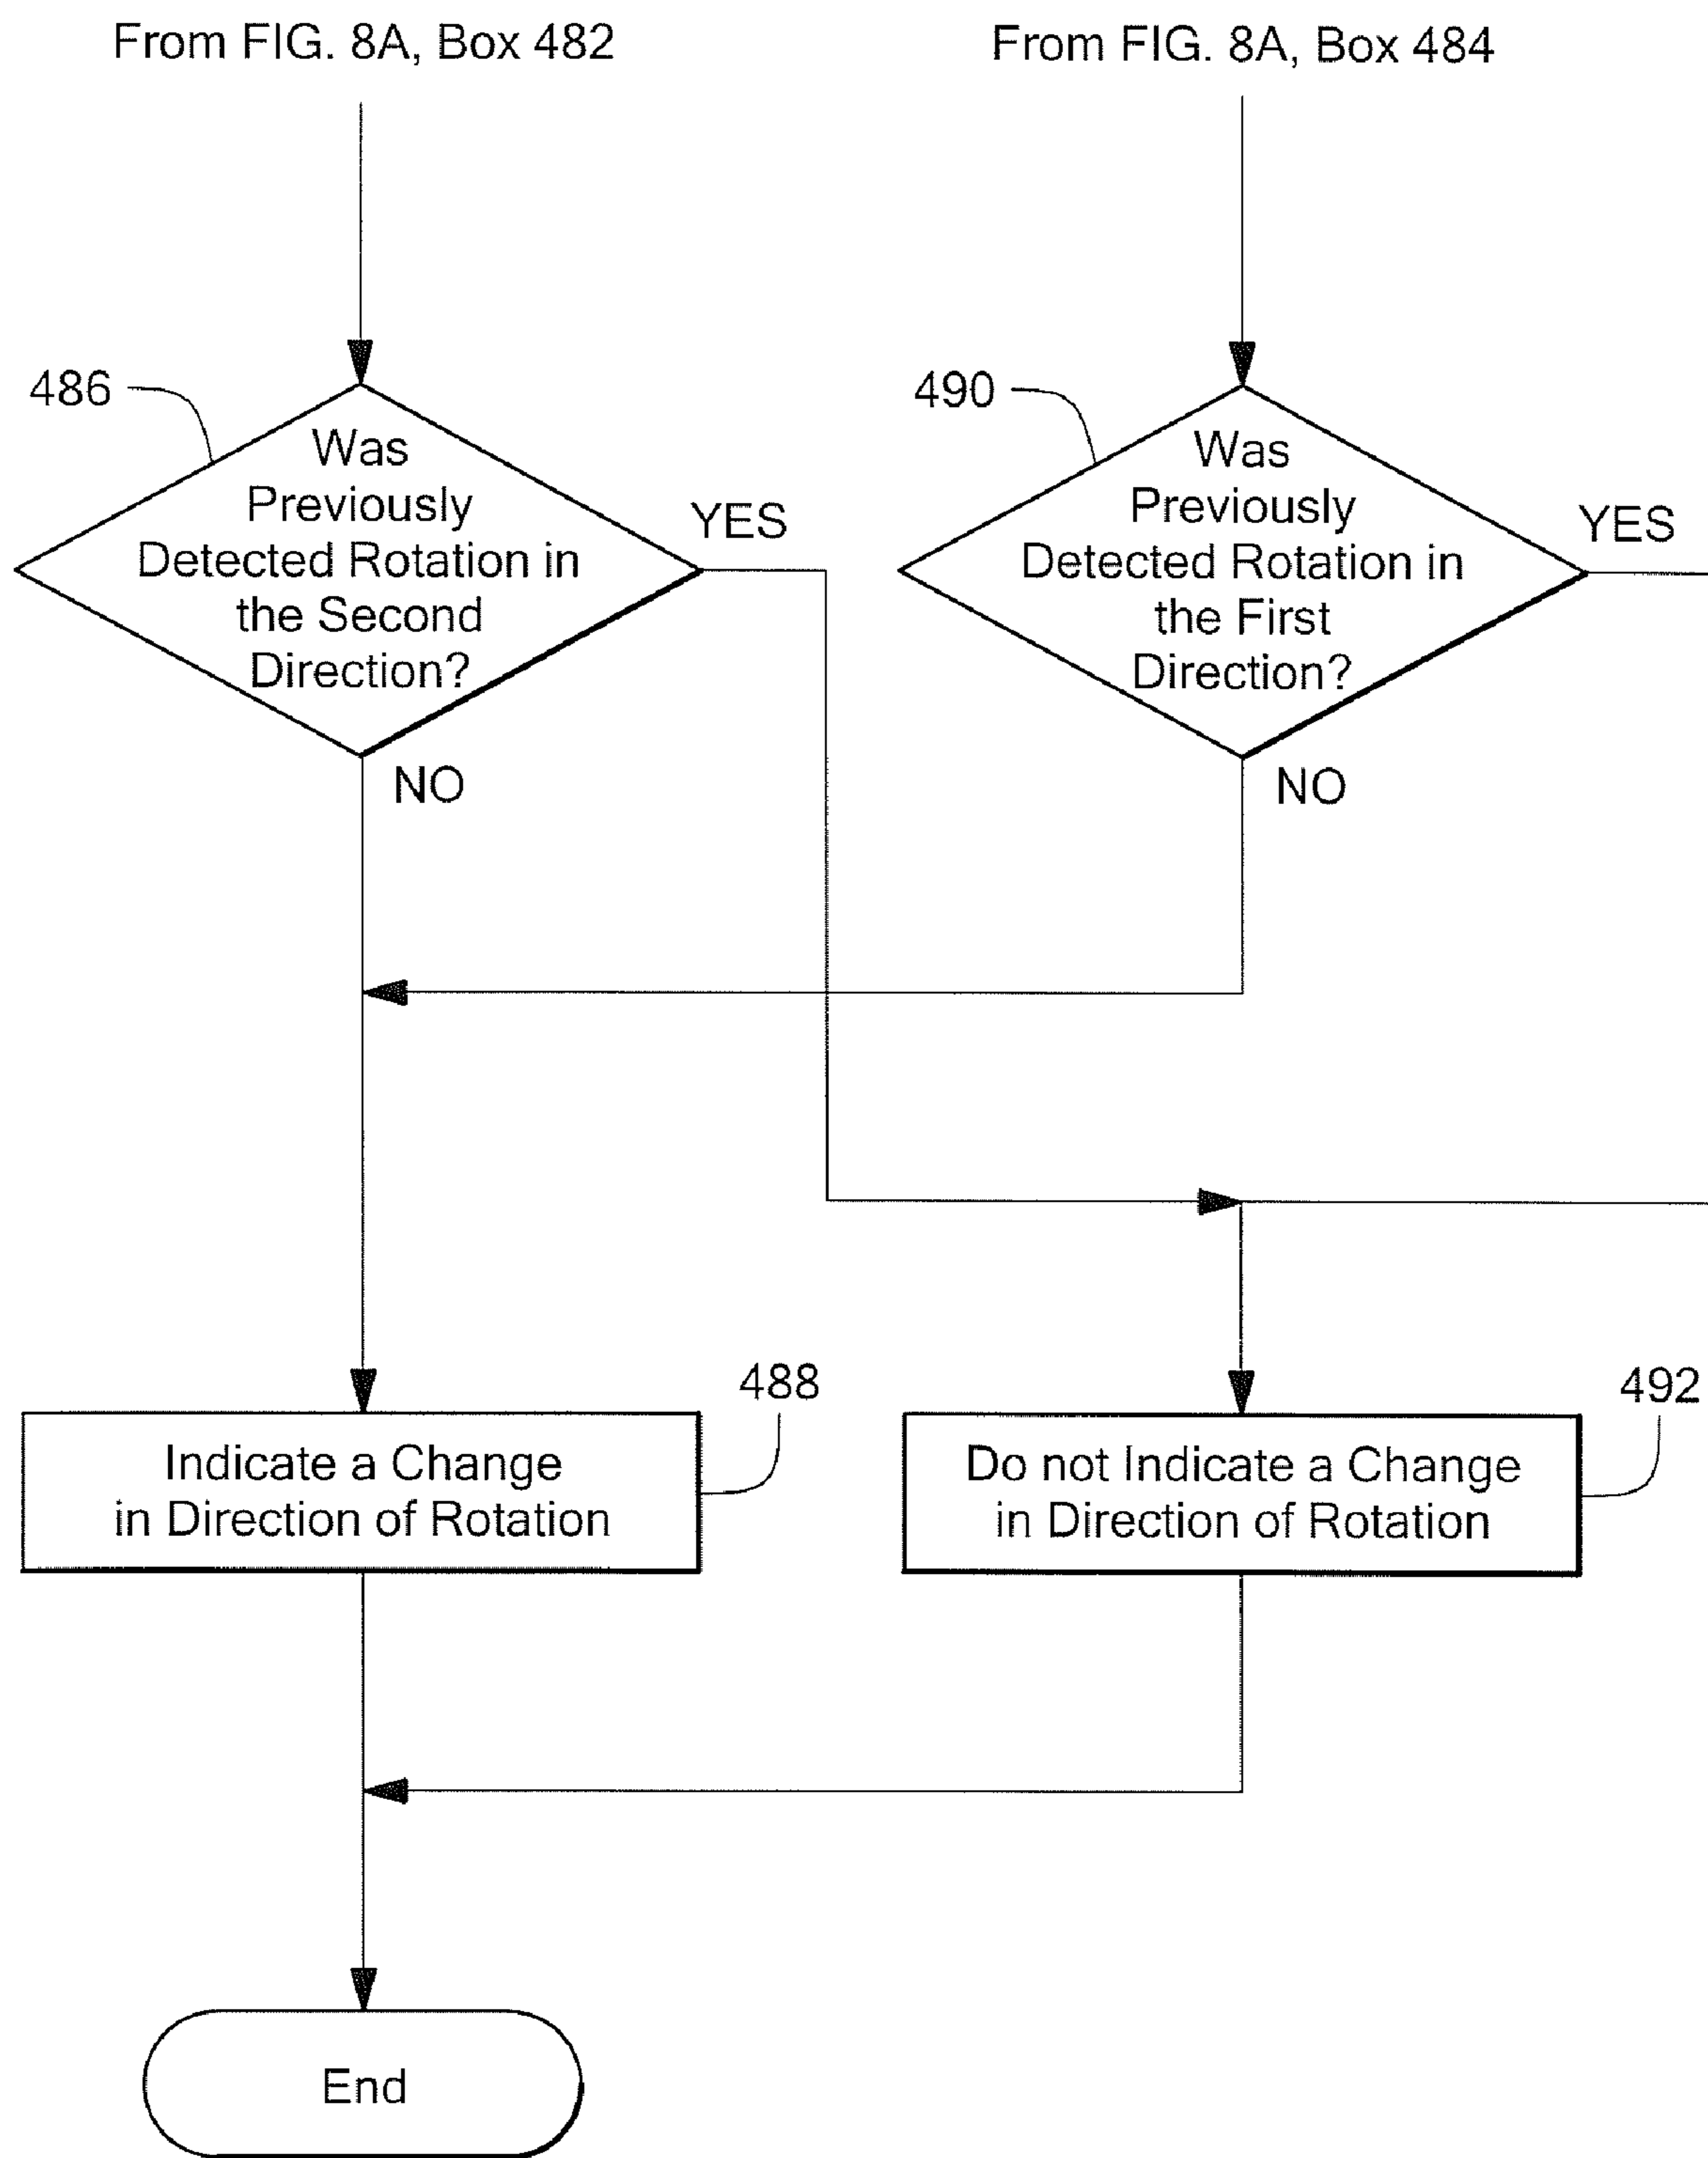 From FIG. 8A, Box 482
From FIG. 8A, Box 484
486
Was
Previously
Detected Rotation in
the Second
Direction?
YES
NO
490
Was
Previously
Detected Rotation in
the First
Direction?
YES
NO
488
Indicate a Change
in Direction of Rotation
492
Do not Indicate a Change
in Direction of Rotation
End